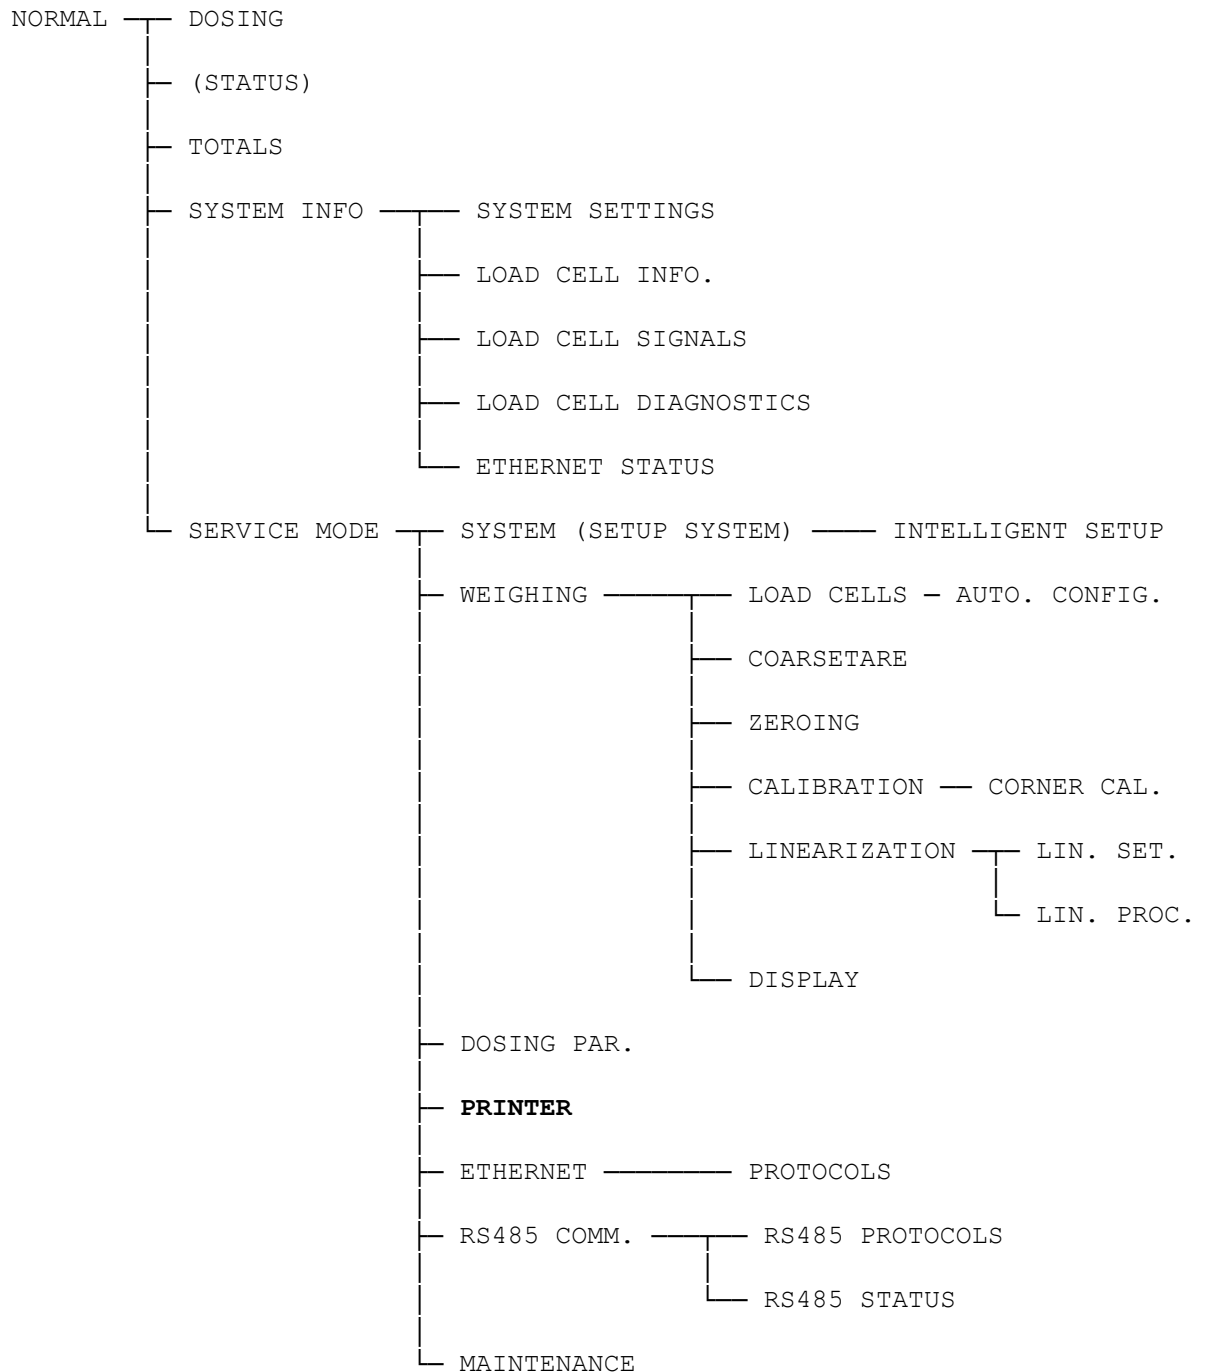 NORMAL DOSING
(STATUS)
TOTALS
SYSTEM INFO SYSTEM SETTINGS
LOAD CELL INFO.
LOAD CELL SIGNALS
LOAD CELL DIAGNOSTICS
ETHERNET STATUS
SERVICE MODE SYSTEM (SETUP SYSTEM) INTELLIGENT SETUP
WEIGHING LOAD CELLS AUTO. CONFIG.
COARSETARE
ZEROING
CALIBRATION CORNER CAL.
LINEARIZATION LIN. SET.
LIN. PROC.
DISPLAY
DOSING PAR.
PRINTER
ETHERNET PROTOCOLS
RS485 COMM. RS485 PROTOCOLS
RS485 STATUS
MAINTENANCE